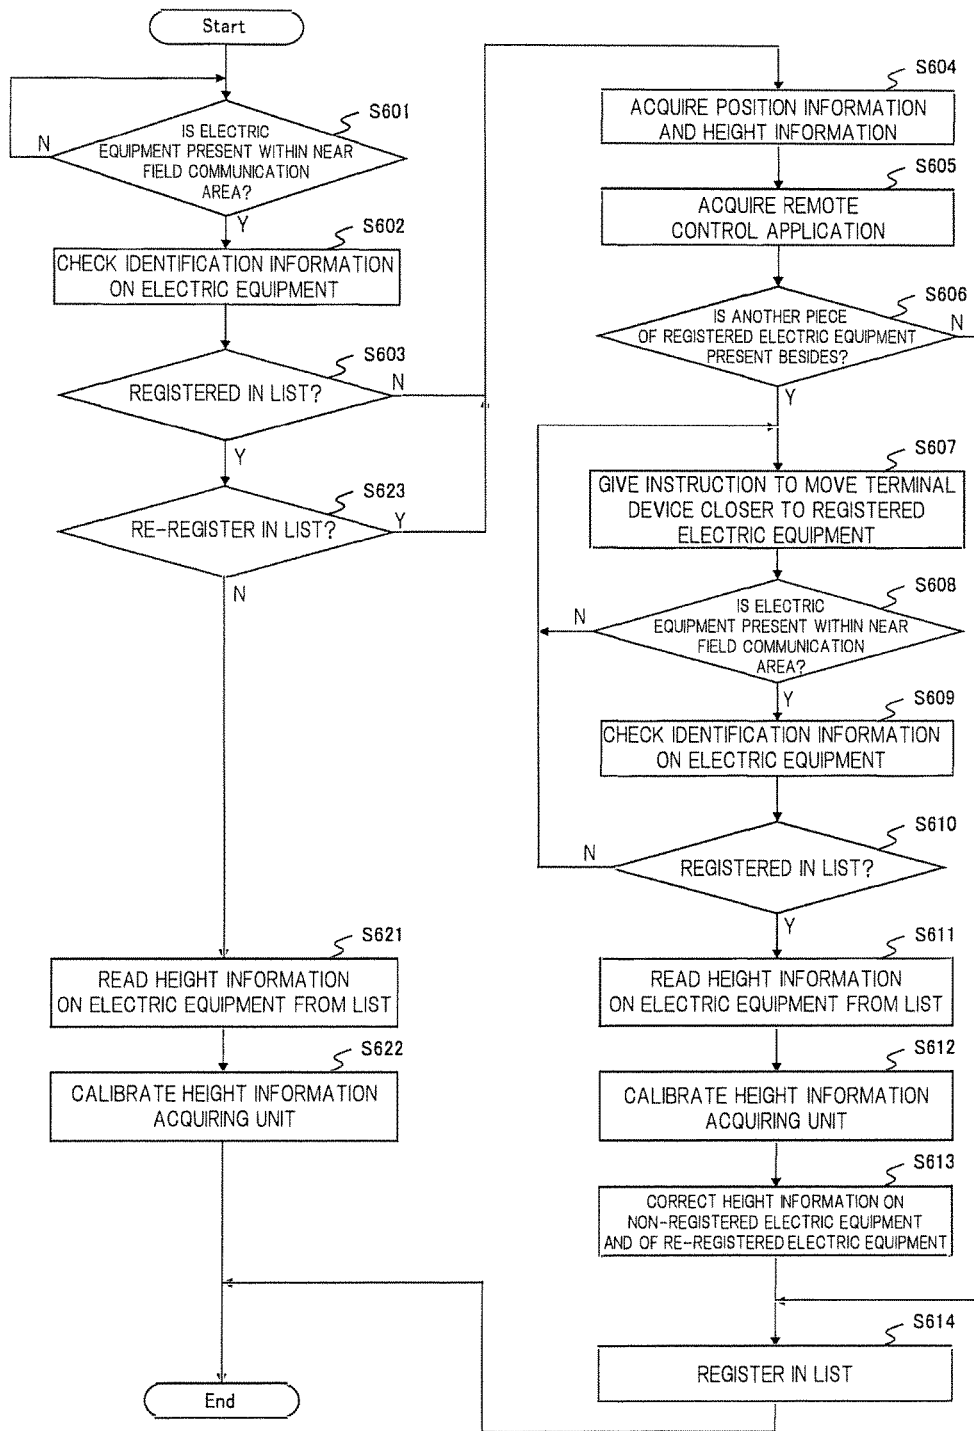 Start
S601
IS ELECTRIC
EQUIPMENT PRESENT WITHIN NEAR
FIELD COMMUNICATION
AREA?
N
Y
S602
CHECK IDENTIFICATION INFORMATION
ON ELECTRIC EQUIPMENT
S603
REGISTERED IN LIST?
N
Y
S623
RE-REGISTER IN LIST?
Y
N
S621
READ HEIGHT INFORMATION
ON ELECTRIC EQUIPMENT FROM LIST
S622
CALIBRATE HEIGHT INFORMATION
ACQUIRING UNIT
End
S604
ACQUIRE POSITION INFORMATION
AND HEIGHT INFORMATION
S605
ACQUIRE REMOTE
CONTROL APPLICATION
S606
IS ANOTHER PIECE
OF REGISTERED ELECTRIC EQUIPMENT
PRESENT BESIDES?
N
Y
S607
GIVE INSTRUCTION TO MOVE TERMINAL
DEVICE CLOSER TO REGISTERED
ELECTRIC EQUIPMENT
S608
IS ELECTRIC
EQUIPMENT PRESENT WITHIN NEAR
FIELD COMMUNICATION
AREA?
N
Y
S609
CHECK IDENTIFICATION INFORMATION
ON ELECTRIC EQUIPMENT
S610
REGISTERED IN LIST?
N
Y
S611
READ HEIGHT INFORMATION
ON ELECTRIC EQUIPMENT FROM LIST
S612
CALIBRATE HEIGHT INFORMATION
ACQUIRING UNIT
S613
CORRECT HEIGHT INFORMATION ON
NON-REGISTERED ELECTRIC EQUIPMENT
AND OF RE-REGISTERED ELECTRIC EQUIPMENT
S614
REGISTER IN LIST